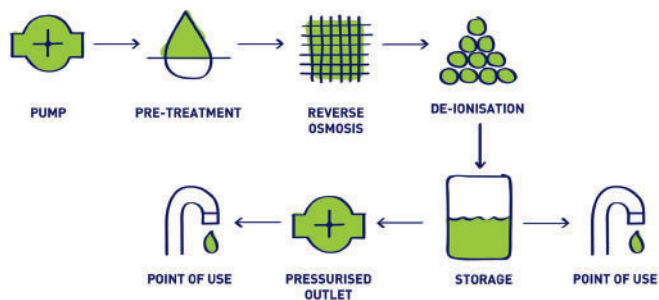 PUMP
PRE-TREATMENT
REVERSE
OSMOSIS
DE-IONISATION
POINT OF USE
PRESSURISED
OUTLET
STORAGE
POINT OF USE